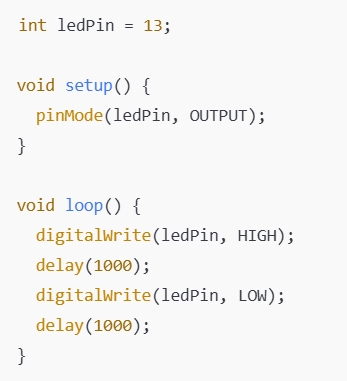 int ledPin = 13;
void setup() {
pinMode(ledPin, OUTPUT);
}
void loop() {
digitalWrite(ledPin, HIGH);
delay(1000);
digitalWrite(ledPin, LOW);
delay(1000);
}